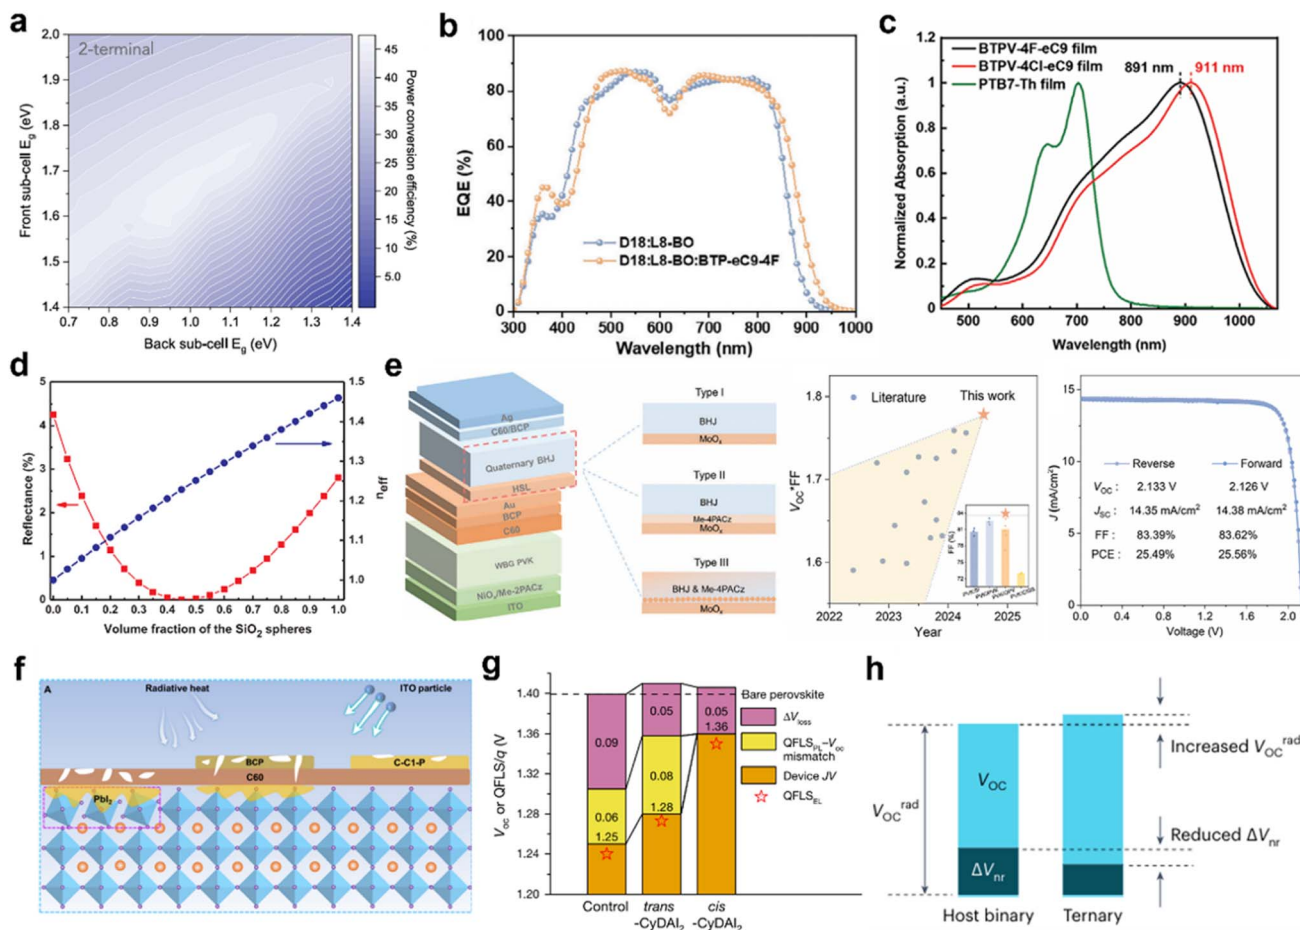 a
2-terminal
2.0
1.9
1.8
1.7
1.6
1.5
1.4
Front sub-cell Eg (eV)
0.7 0.8 0.9 1.0 1.1 1.2 1.3 1.4
Back sub-cell Eg (eV)
45
40
35
30
25
20
15
10
5.0
Power conversion efficiency (%)
b
100
80
60
40
20
0
EQE (%)
D18:L8-BO
D18:L8-BO:BTP-eC9-4F
300 400 500 600 700 800 900 1000
Wavelength (nm)
c
1.2
1
0.8
0.6
0.4
0.2
0
Normalized Absorption (a.u.)
BTPV-4F-eC9 film
BTPV-4Cl-eC9 film
PTB7-Th film
891 nm
911 nm
500 600 700 800 900 1000
Wavelength (nm)
d
5
4
3
2
1
0
Reflectance (%)
1.5
1.4
1.3
1.2
1.1
1.0
neff
0.0 0.1 0.2 0.3 0.4 0.5 0.6 0.7 0.8 0.9 1.0
Volume fraction of the SiO2 spheres
e
Ag
C60/BCP
Quaternary BHJ
HSL
Au
BCP
C60
WBG PVK
NiOx/Me-2PACz
ITO
Type I
BHJ
MoOx
Type II
BHJ
Me-4PACz
MoOx
Type III
BHJ & Me-4PACz
MoOx
1.8
1.7
1.6
VOC*FF
Literature
This work
84
82
80
78
76
74
72
FF (%)
2022 2023 2024 2025
Year
15
10
5
0
J (mA/cm²)
Reverse Forward
VOC : 2.133 V 2.126 V
JSC : 14.35 mA/cm² 14.38 mA/cm²
FF : 83.39% 83.62%
PCE : 25.49% 25.56%
0.0 0.4 0.8 1.2 1.6 2.0
Voltage (V)
f
A
Radiative heat
ITO particle
BCP
C-C1-P
C60
PbI2
g
1.40
1.36
1.32
1.28
1.24
1.20
VOC or QFLS/q (V
0.09
0.06
1.25
0.05
0.08
1.28
0.05
1.36
Bare perovskite
ΔVloss
QFLSPL–Voc
mismatch
Device JV
QFLSEL
Control
trans
-CyDAI2
cis
-CyDAI2
h
VOCrad
VOC
ΔVnr
Increased VOCrad
Reduced ΔVnr
Host binary
Ternary